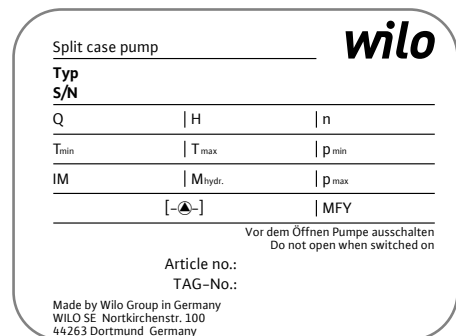 wilo
Split case pump
Typ
S/N
Q | H | n
Tmin | Tmax | pmin
IM | Mhydr. | pmax
[- -] | MFY
Vor dem Öffnen Pumpe ausschalten
Do not open when switched on
Article no.:
TAG-No.:
Made by Wilo Group in Germany
WILO SE Nortkirchenstr. 100
44263 Dortmund Germany